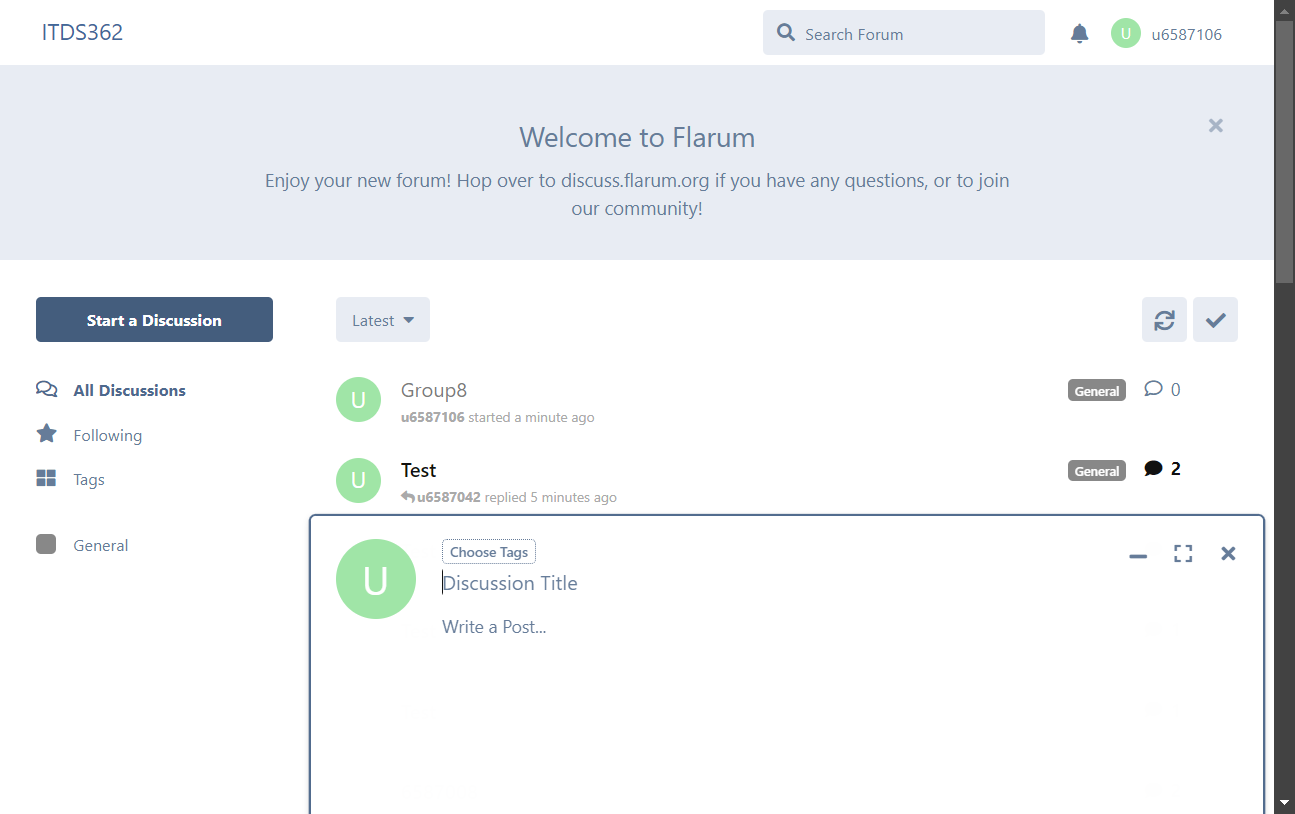 ITDS362
Search Forum
U
u6587106
Welcome to Flarum
Enjoy your new forum! Hop over to discuss.flarum.org if you have any questions, or to join
our community!
Start a Discussion
Latest
All Discussions
Following
Tags
General
U
Group8
u6587106 started a minute ago
General
0
U
Test
u6587042 replied 5 minutes ago
General
2
U
Choose Tags
Discussion Title
Write a Post...